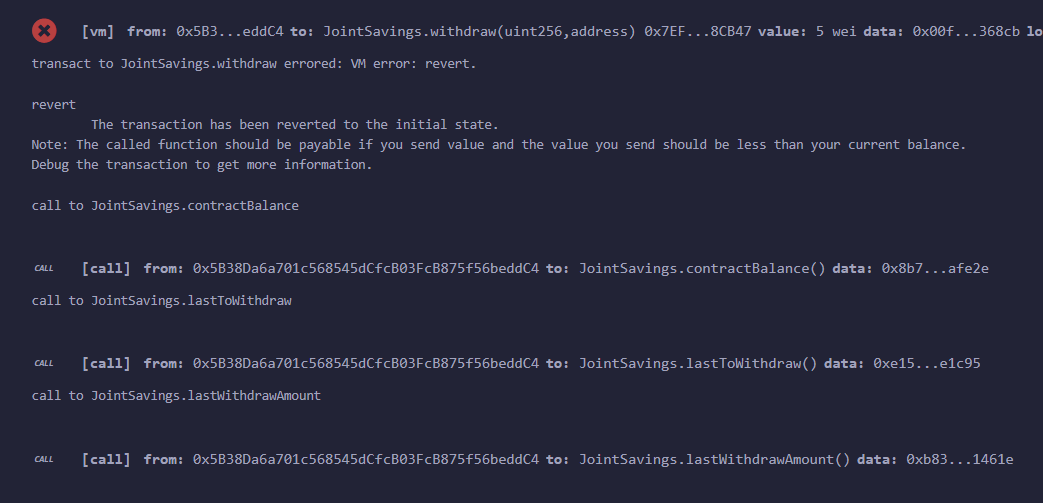 [vm] from: 0x5B3...eddC4 to: JointSavings.withdraw(uint256,address) 0x7EF...8CB47 value: 5 wei data: 0x00f...368cb lo
transact to JointSavings.withdraw errored: VM error: revert.
revert
The transaction has been reverted to the initial state.
Note: The called function should be payable if you send value and the value you send should be less than your current balance.
Debug the transaction to get more information.
call to JointSavings.contractBalance
CALL [call] from: 0x5B38Da6a701c568545dCfcB03FcB875f56beddC4 to: JointSavings.contractBalance() data: 0x8b7...afe2e
call to JointSavings.lastToWithdraw
CALL [call] from: 0x5B38Da6a701c568545dCfcB03FcB875f56beddC4 to: JointSavings.lastToWithdraw() data: 0xe15...e1c95
call to JointSavings.lastWithdrawAmount
CALL [call] from: 0x5B38Da6a701c568545dCfcB03FcB875f56beddC4 to: JointSavings.lastWithdrawAmount() data: 0xb83...1461e